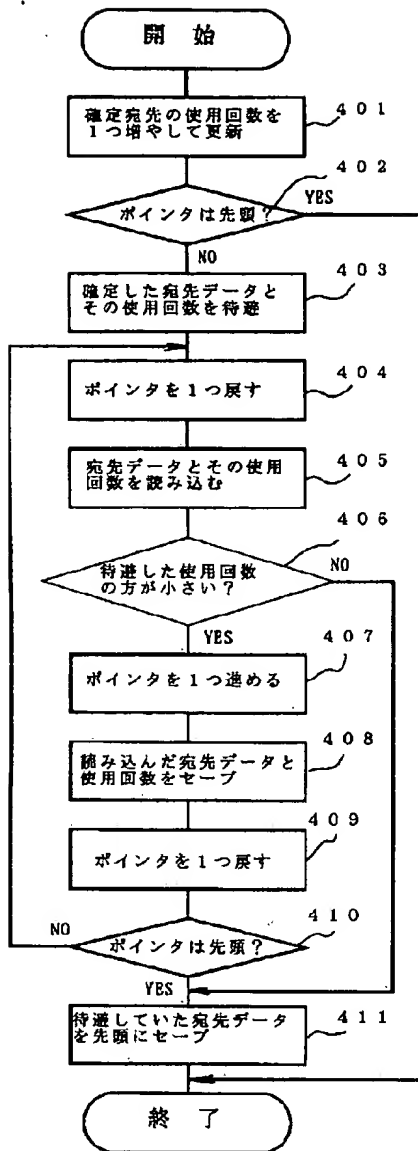 開 始
確定宛先の使用回数を
1つ増やして更新
401
402
ポインタは先頭?
YES
NO
403
確定した宛先データと
その使用回数を待避
404
ポインタを1つ戻す
405
宛先データとその使用
回数を読み込む
406
待避した使用回数
の方が小さい?
NO
YES
407
ポインタを1つ進める
408
読み込んだ宛先データと
使用回数をセーブ
409
ポインタを1つ戻す
410
NO
ポインタは先頭?
YES
411
待避していた宛先データ
を先頭にセーブ
終 了